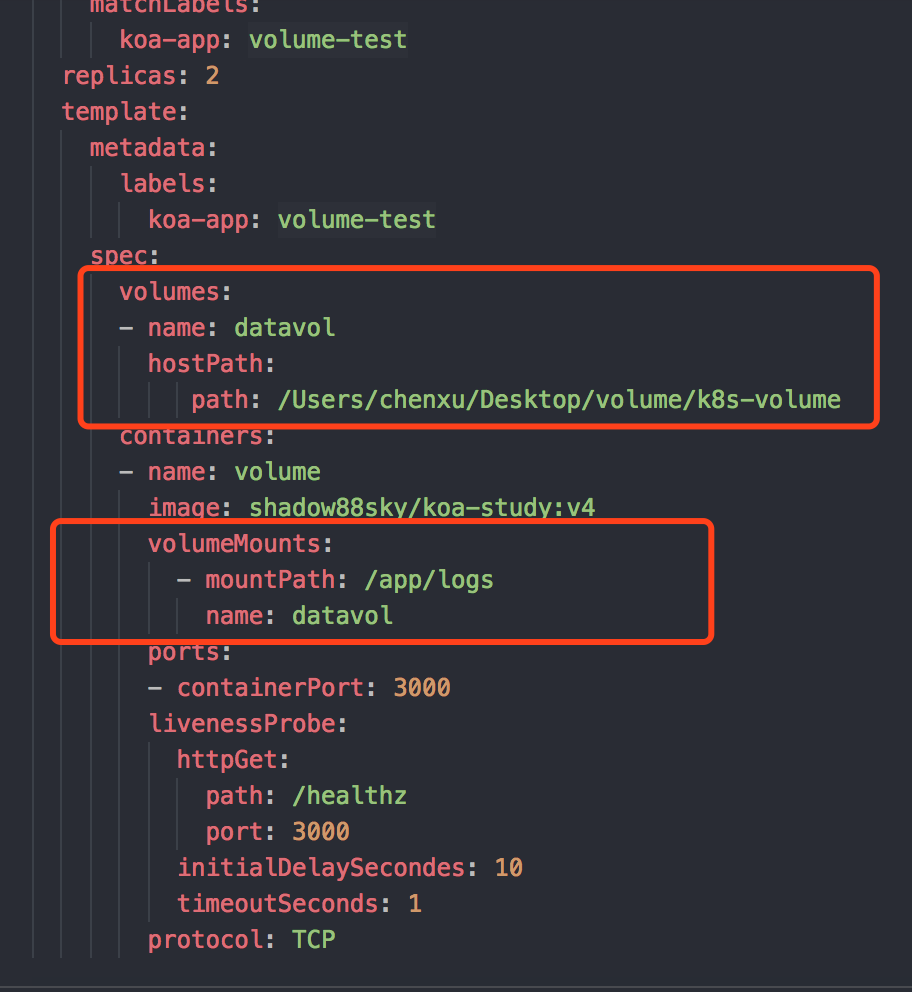 matchLabels:
koa-app: volume-test
replicas: 2
template:
metadata:
labels:
koa-app: volume-test
spec:
volumes:
- name: datavol
hostPath:
path: /Users/chenxu/Desktop/volume/k8s-volume
containers:
- name: volume
image: shadow88sky/koa-study:v4
volumeMounts:
- mountPath: /app/logs
name: datavol
ports:
- containerPort: 3000
livenessProbe:
httpGet:
path: /healthz
port: 3000
initialDelaySecondes: 10
timeoutSeconds: 1
protocol: TCP